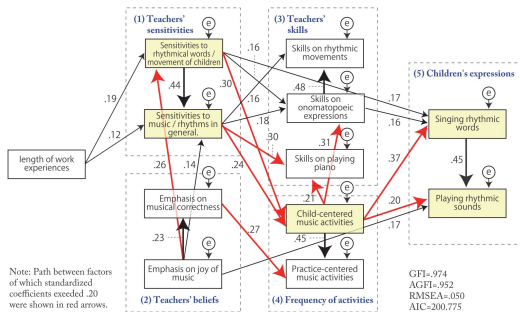 (1) Teachers'
sensitivities
(3) Teachers'
skills
e
e
Sensitivities to
rhythmical words /
movement of children
.16
Skills on rhythmic
movements
(5) Children's expressions
.19
.44
.30
e
.48
e
.17
e
Sensitivities to
music / rhythms in
general.
.16
.18
Skills on
onomatopoeic
expressions
.16
Singing rhythmic
words
.12
.30
.31
e
.37
.45
length of work
experiences
.26
.14
.24
Skills on playing
piano
e
e
.21
e
.20
Emphasis on
musical correctness
.27
Child-centered
music activities
Playing rhythmic
sounds
.17
.23
e
.45
e
Note: Path between factors
of which standardized
coefficients exeeded .20
were shown in red arrows.
Emphasis on joy of
music
Practice-centered
music activities
(2) Teachers' beliefs
(4) Frequency of activities
GFI=.974
AGFI=.952
RMSEA=.050
AIC=200.775